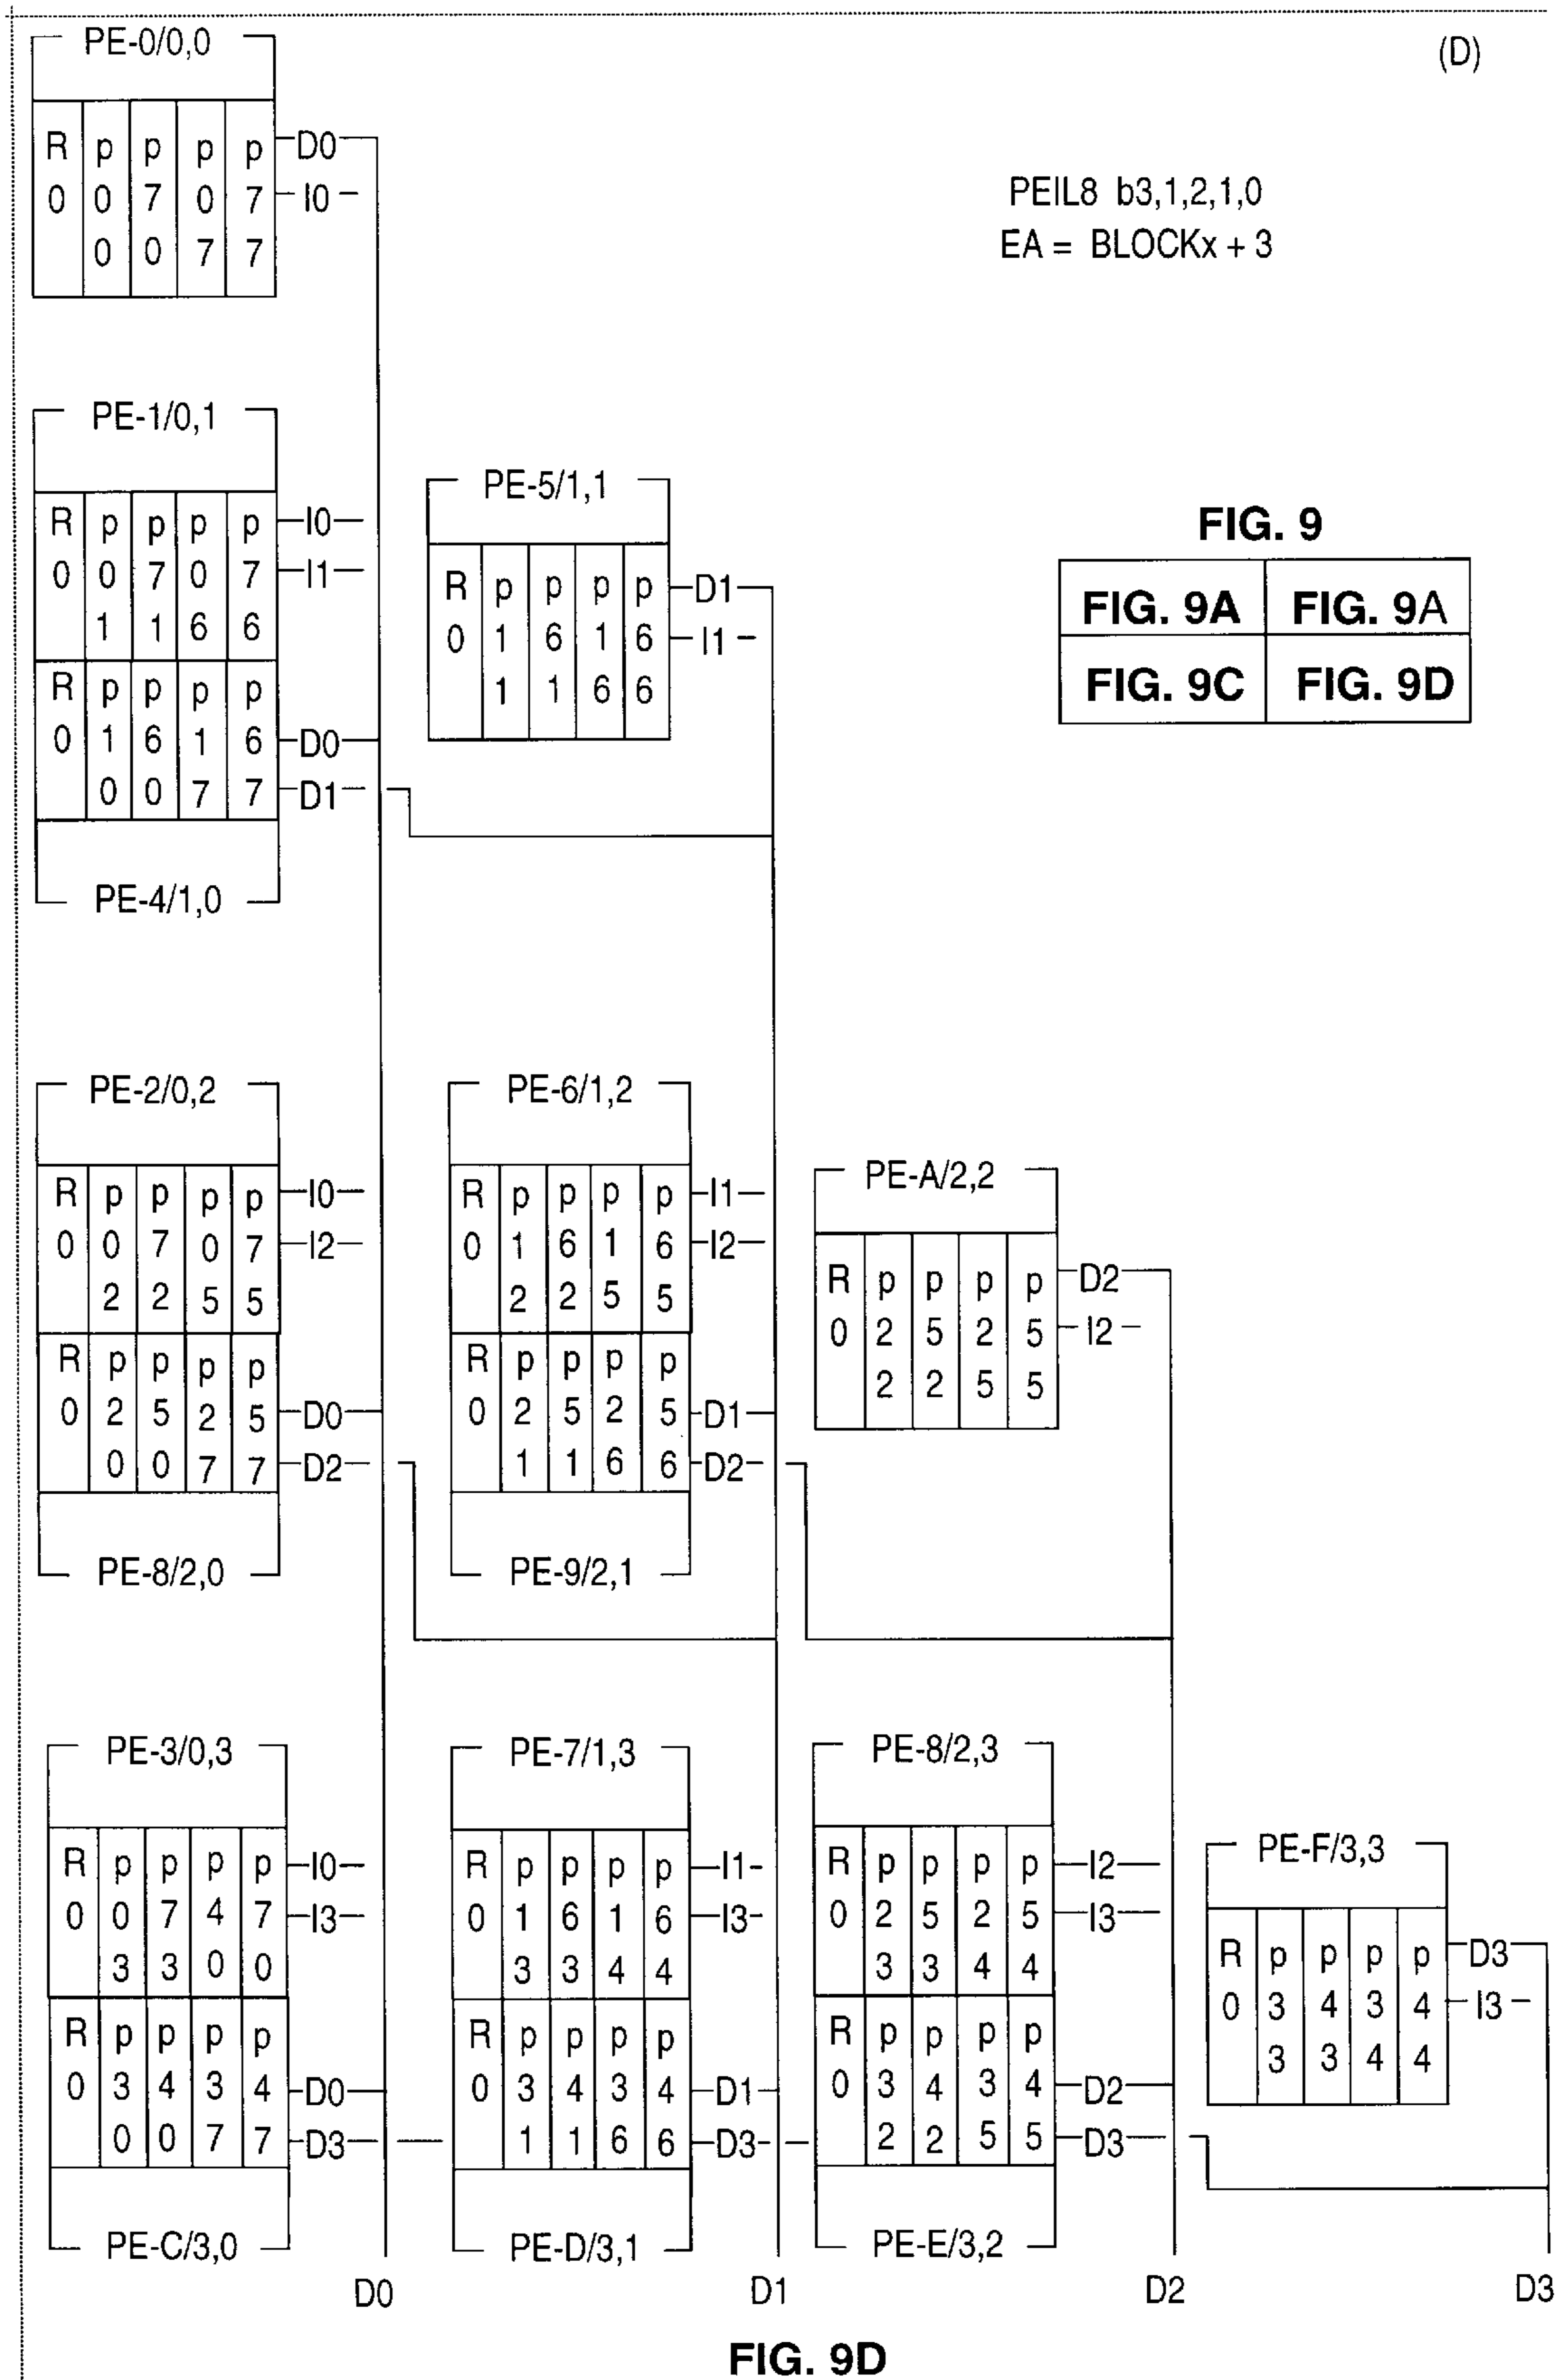 (D)
PEIL8 b3,1,2,1,0
EA = BLOCKx + 3
FIG. 9
FIG. 9A FIG. 9A
FIG. 9C FIG. 9D
PE-0/0,0
R p p p p D0
0 0 7 0 7 I0
0 0 7 7
PE-1/0,1
R p p p p I0
0 0 7 0 7 I1
1 1 6 6
R p p p p
0 1 6 1 6 D0
0 0 7 7 D1
PE-4/1,0
PE-5/1,1
R p p p p D1
0 1 6 1 6 I1
1 1 6 6
PE-2/0,2
R p p p p I0
0 0 7 0 7 I2
2 2 5 5
R p p p p
0 2 5 2 5 D0
0 0 7 7 D2
PE-8/2,0
PE-6/1,2
R p p p p I1
0 1 6 1 6 I2
2 2 5 5
R p p p p
0 2 5 2 5 D1
1 1 6 6 D2
PE-9/2,1
PE-A/2,2
R p p p p D2
0 2 5 2 5 I2
2 2 5 5
PE-3/0,3
R p p p p I0
0 0 7 4 7 I3
3 3 0 0
R p p p p
0 3 4 3 4 D0
0 0 7 7 D3
PE-C/3,0
PE-7/1,3
R p p p p I1
0 1 6 1 6 I3
3 3 4 4
R p p p p
0 3 4 3 4 D1
1 1 6 6 D3
PE-D/3,1
PE-8/2,3
R p p p p I2
0 2 5 2 5 I3
3 3 4 4
R p p p p
0 3 4 3 4 D2
2 2 5 5 D3
PE-E/3,2
PE-F/3,3
R p p p p D3
0 3 4 3 4 I3
3 3 4 4
D0 D1 D2 D3
FIG. 9D